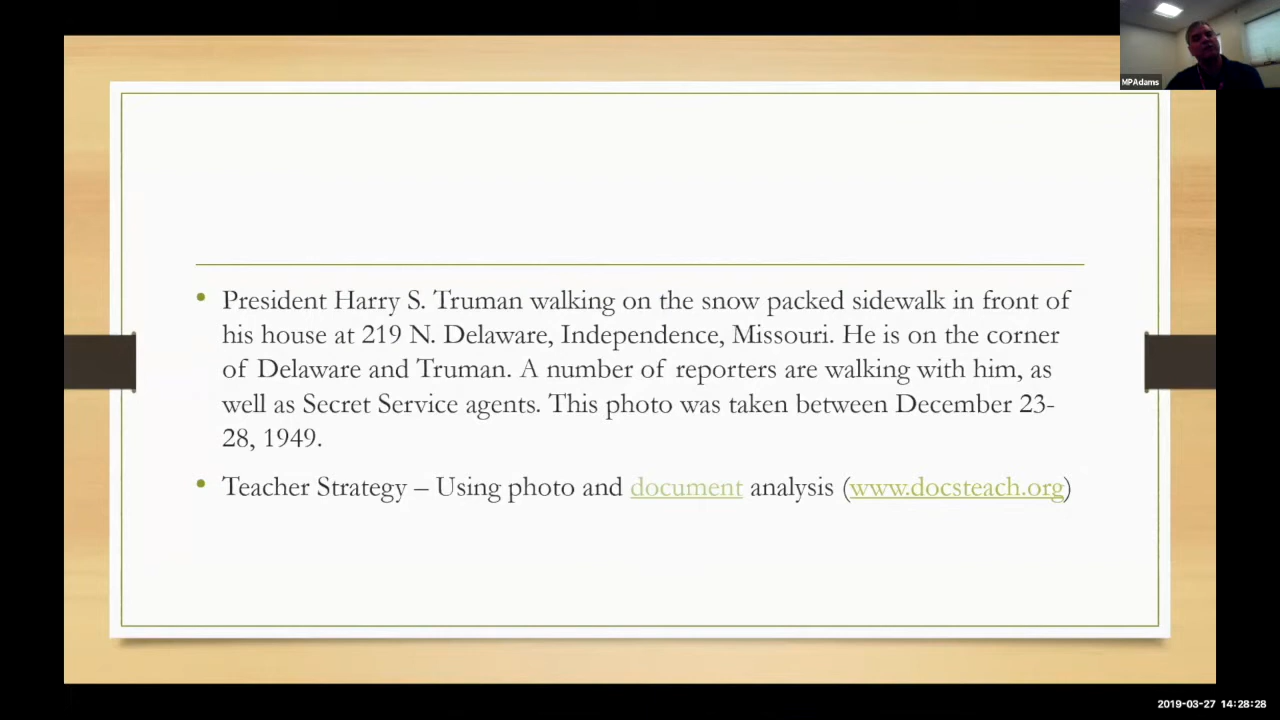 MPAdams
• President Harry S. Truman walking on the snow packed sidewalk in front of
his house at 219 N. Delaware, Independence, Missouri. He is on the corner
of Delaware and Truman. A number of reporters are walking with him, as
well as Secret Service agents. This photo was taken between December 23-
28, 1949.
• Teacher Strategy – Using photo and document analysis (www.docsteach.org)
2019-03-27 14:28:28